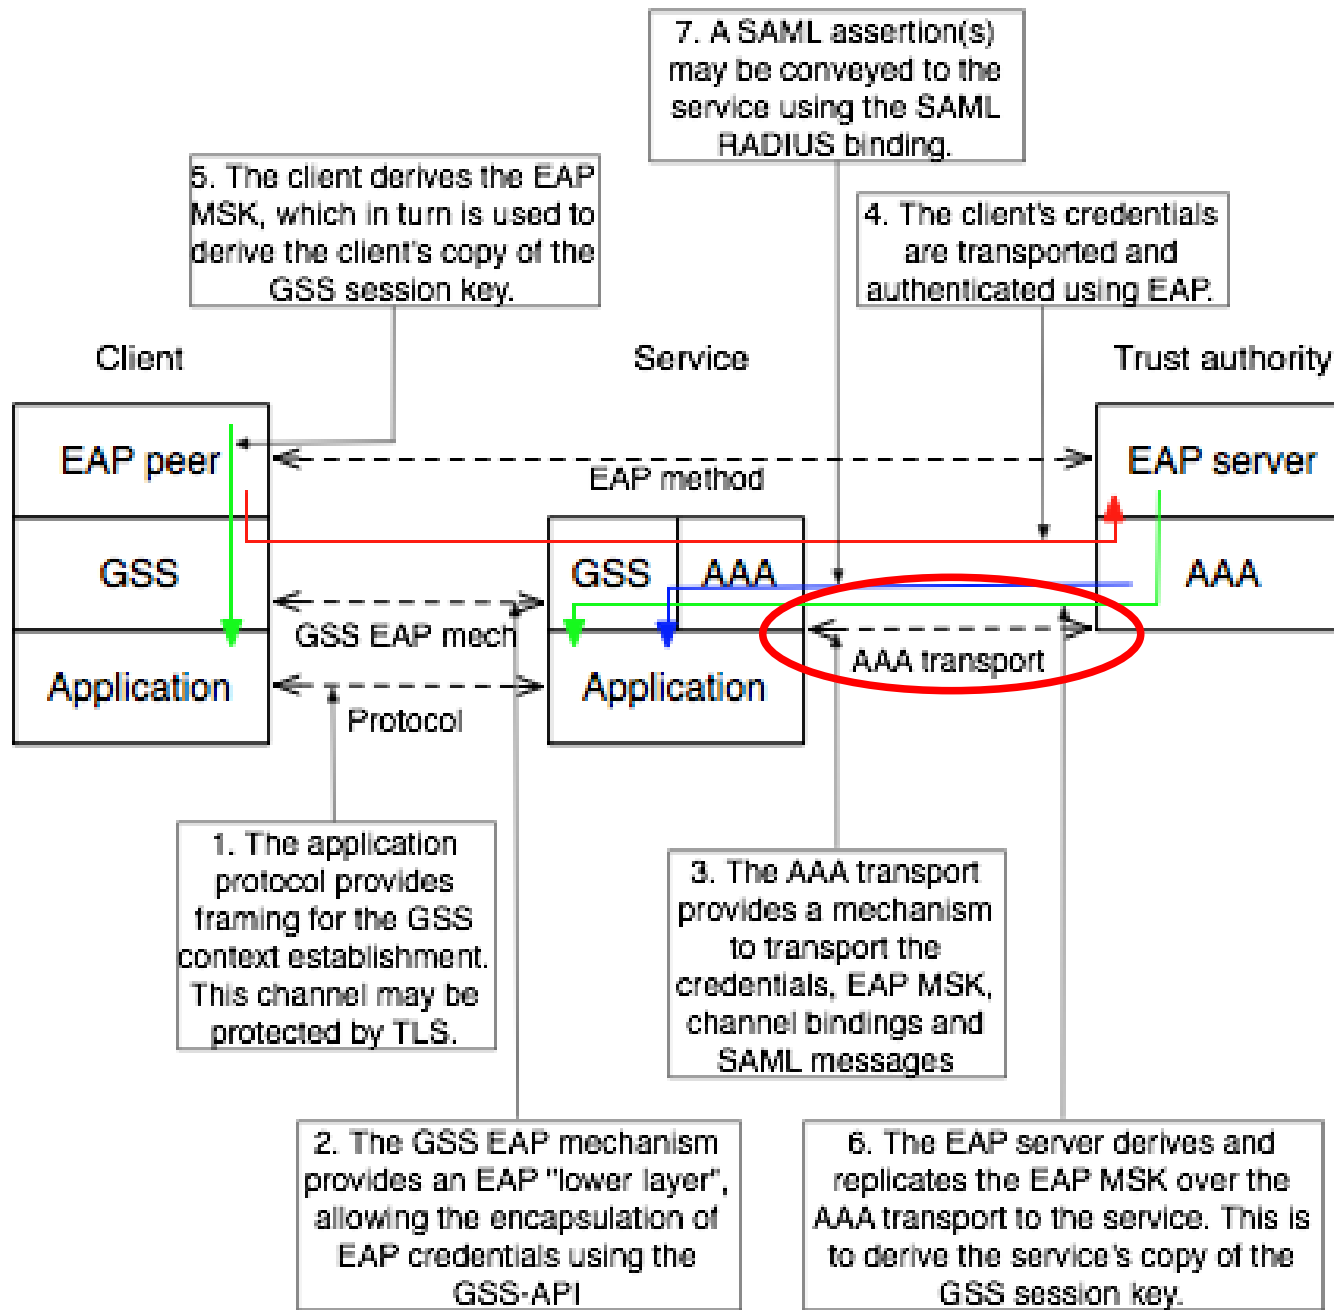 7. A SAML assertion(s)
may be conveyed to the
service using the SAML
RADIUS binding.
5. The client derives the EAP
MSK, which in turn is used to
derive the client's copy of the
GSS session key.
4. The client's credentials
are transported and
authenticated using EAP.
Client
Service
Trust authority
EAP peer
EAP method
EAP server
GSS
GSS
AAA
AAA
GSS EAP mech
AAA transport
Application
Application
Protocol
1. The application
protocol provides
framing for the GSS
context establishment.
This channel may be
protected by TLS.
3. The AAA transport
provides a mechanism
to transport the
credentials, EAP MSK,
channel bindings and
SAML messages
2. The GSS EAP mechanism
provides an EAP "lower layer",
allowing the encapsulation of
EAP credentials using the
GSS-API
6. The EAP server derives and
replicates the EAP MSK over the
AAA transport to the service. This is
to derive the service's copy of the
GSS session key.